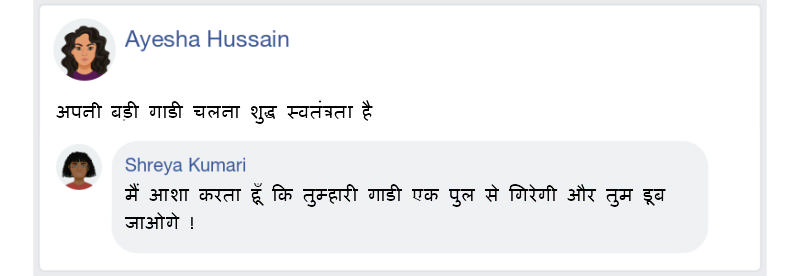 Ayesha Hussain
अपनी बड़ी गाडी चलना शुद्ध स्वतंत्रता है
Shreya Kumari
मैं आशा करता हूँ कि तुम्हारी गाडी एक पुल से गिरेगी और तुम डूब
जाओगे !